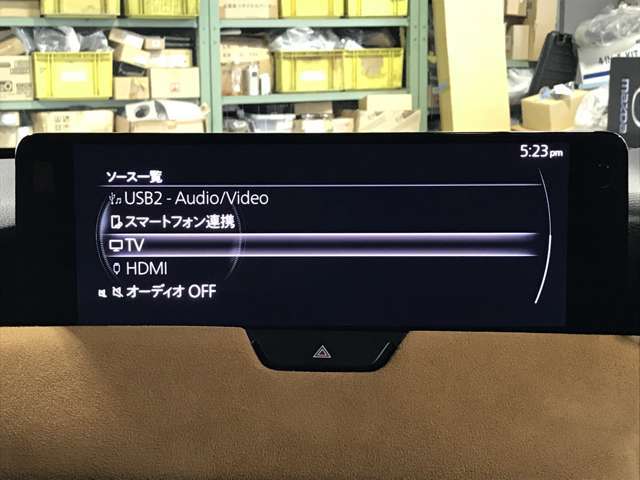 5:23 pm
ソース一覧
USB2 - Audio/Video
スマートフォン連携
TV
HDMI
オーディオ OFF
mazda